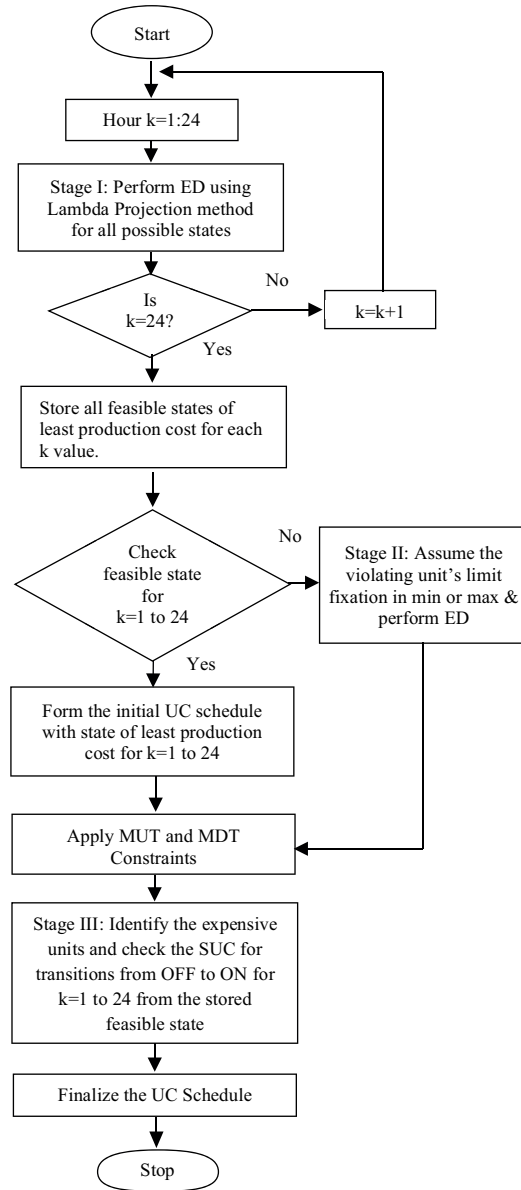 Start
Hour k=1:24
Stage I: Perform ED using
Lambda Projection method
for all possible states
No
Is
k=24?
k=k+1
Yes
Store all feasible states of
least production cost for each
k value.
No
Check
feasible state
for
k=1 to 24
Stage II: Assume the
violating unit’s limit
fixation in min or max &
perform ED
Yes
Form the initial UC schedule
with state of least production
cost for k=1 to 24
Apply MUT and MDT
Constraints
Stage III: Identify the expensive
units and check the SUC for
transitions from OFF to ON for
k=1 to 24 from the stored
feasible state
Finalize the UC Schedule
Stop